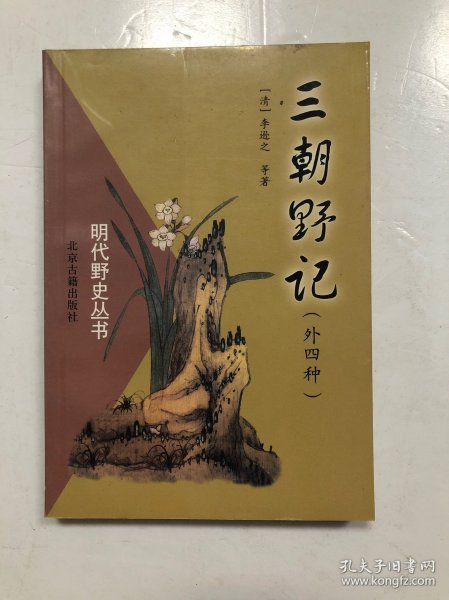 三朝野记
(外四种)
[清] 李逊之 等著
明代野史丛书
北京古籍出版社
孔夫子旧书网
www.kongfz.com